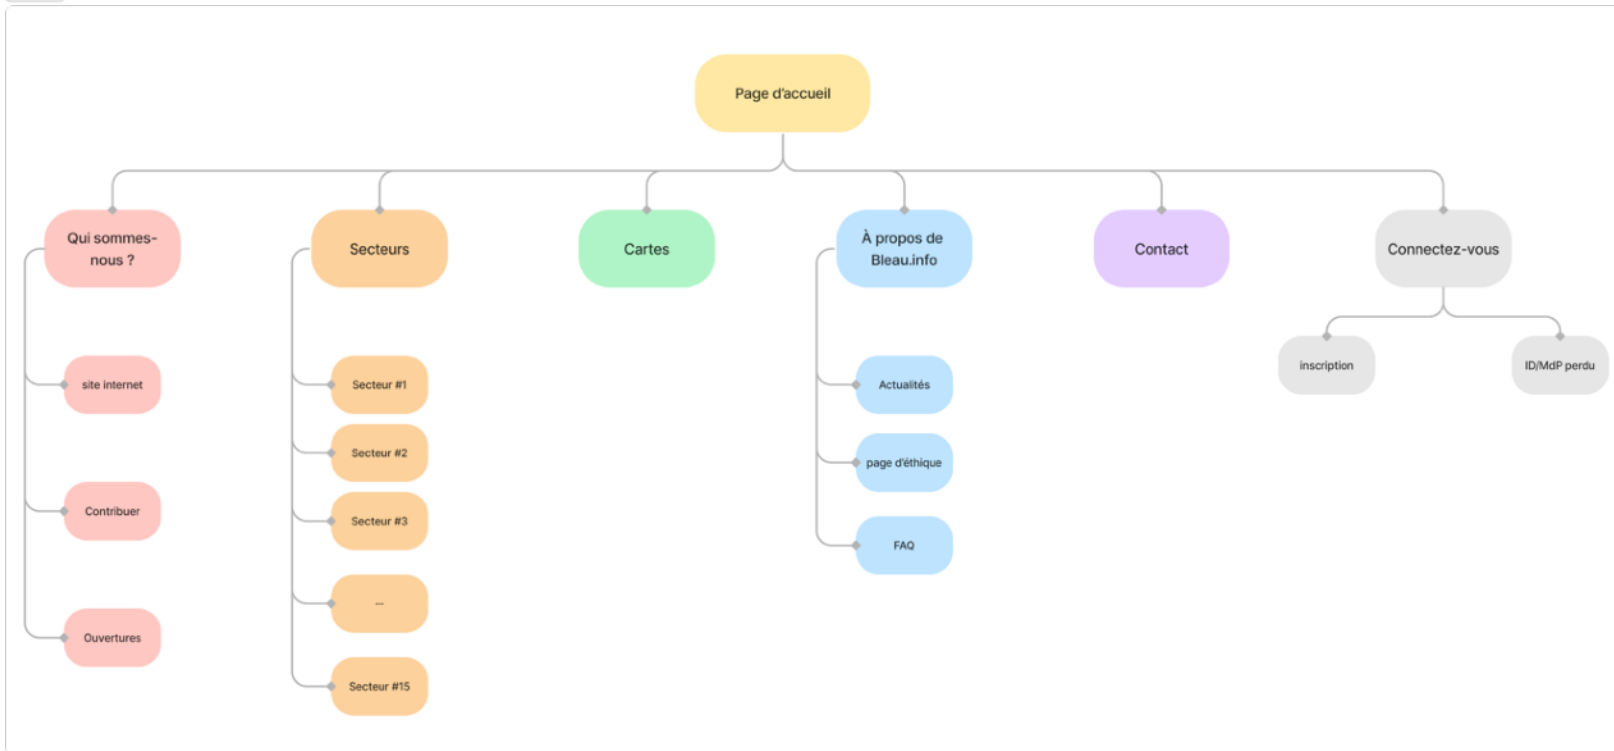 Page d'accueil
Qui sommes-
nous ?
Secteurs
Cartes
À propos de
Bleau.info
Contact
Connectez-vous
inscription
ID/MdP perdu
site internet
Secteur #1
Actualités
Secteur #2
page d'éthique
Contribuer
Secteur #3
FAQ
...
Ouvertures
Secteur #15